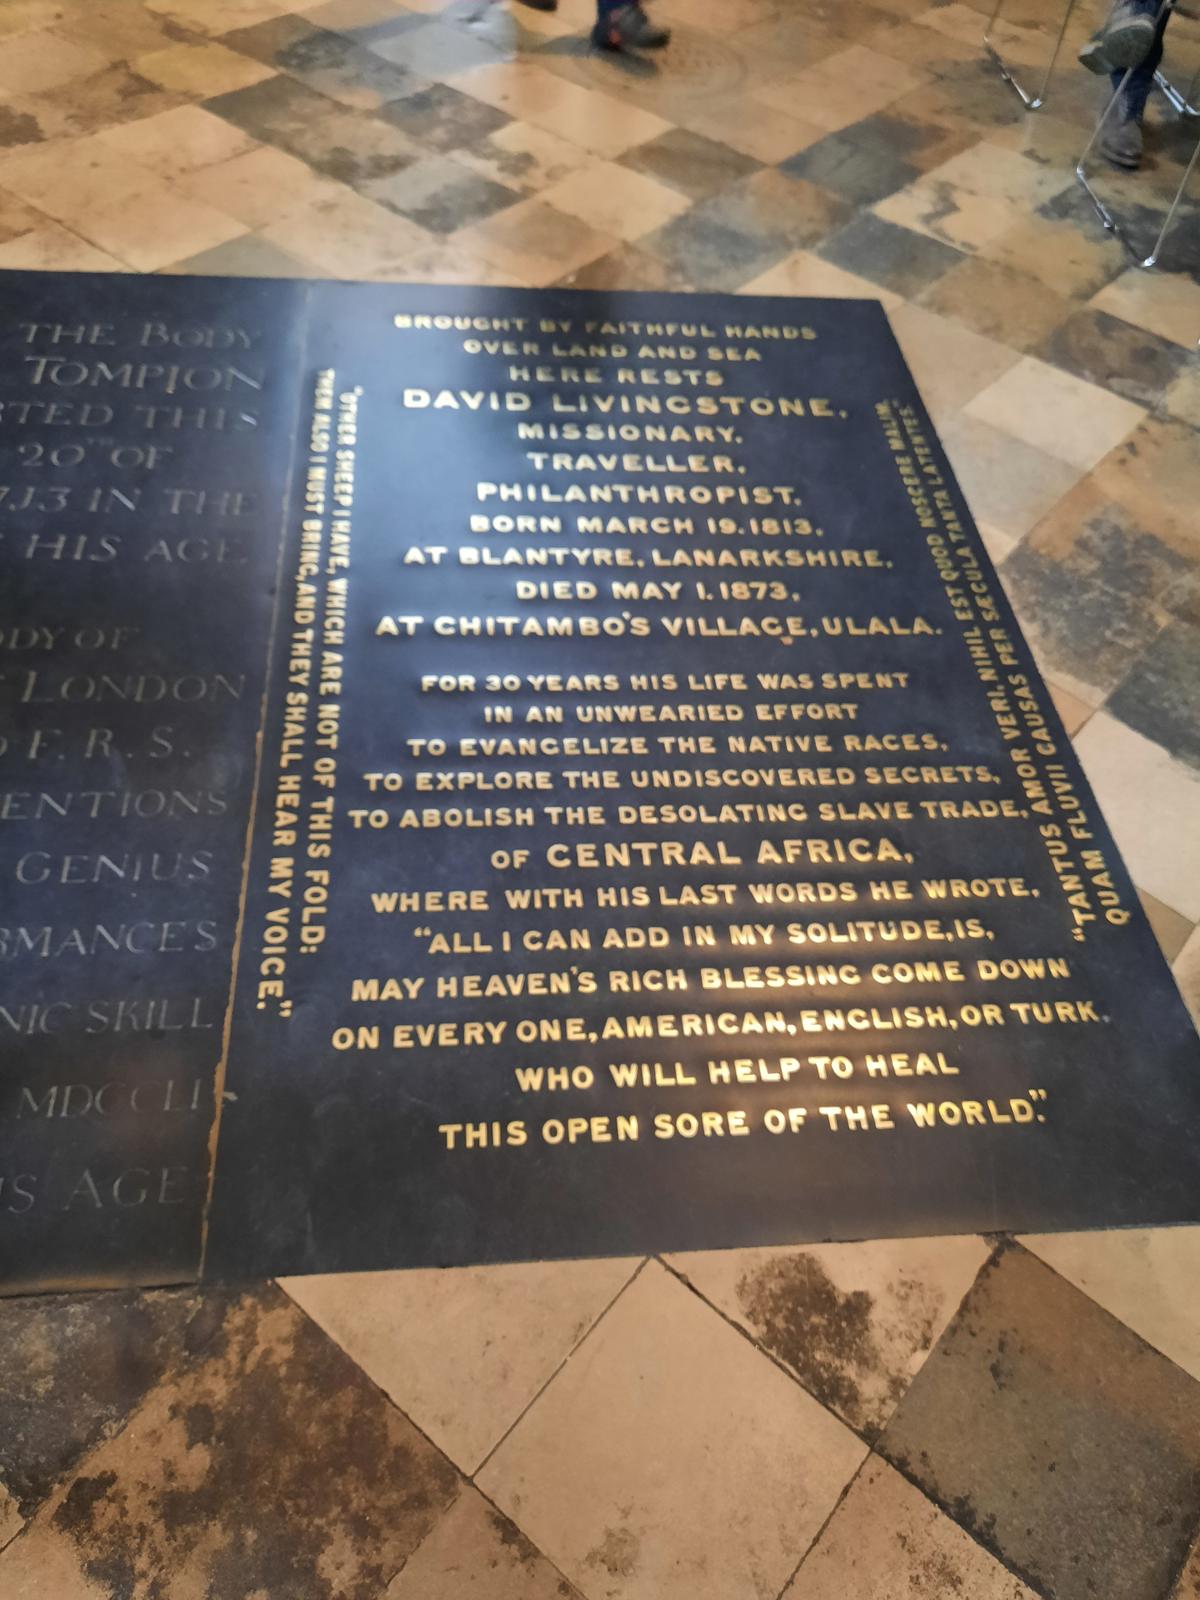 THE BODY
TOMPION
RTED THIS
20TH OF
7J3 IN THE
HIS AGE
ODY OF
LONDON
F. R. S.
ENTIONS
GENIUS
RMANCES
NIC SKILL
MDCCLI
IS AGE
"OTHER SHEEP I HAVE, WHICH ARE NOT OF THIS FOLD:
THEM ALSO I MUST BRING, AND THEY SHALL HEAR MY VOICE."
BROUGHT BY FAITHFUL HANDS
OVER LAND AND SEA
HERE RESTS
DAVID LIVINGSTONE,
MISSIONARY,
TRAVELLER,
PHILANTHROPIST,
BORN MARCH 19.1813,
AT BLANTYRE, LANARKSHIRE,
DIED MAY 1.1873,
AT CHITAMBO'S VILLAGE, ULALA.
FOR 30 YEARS HIS LIFE WAS SPENT
IN AN UNWEARIED EFFORT
TO EVANGELIZE THE NATIVE RACES,
TO EXPLORE THE UNDISCOVERED SECRETS,
TO ABOLISH THE DESOLATING SLAVE TRADE,
OF CENTRAL AFRICA,
WHERE WITH HIS LAST WORDS HE WROTE,
"ALL I CAN ADD IN MY SOLITUDE, IS,
MAY HEAVEN'S RICH BLESSING COME DOWN
ON EVERY ONE, AMERICAN, ENGLISH, OR TURK,
WHO WILL HELP TO HEAL
THIS OPEN SORE OF THE WORLD."
"TANTUS AMOR VERI, NIHIL EST QUOD NOSCERE MALIM,
QUAM FLUVII CAUSAS PER SÆCULA TANTA LATENTES."